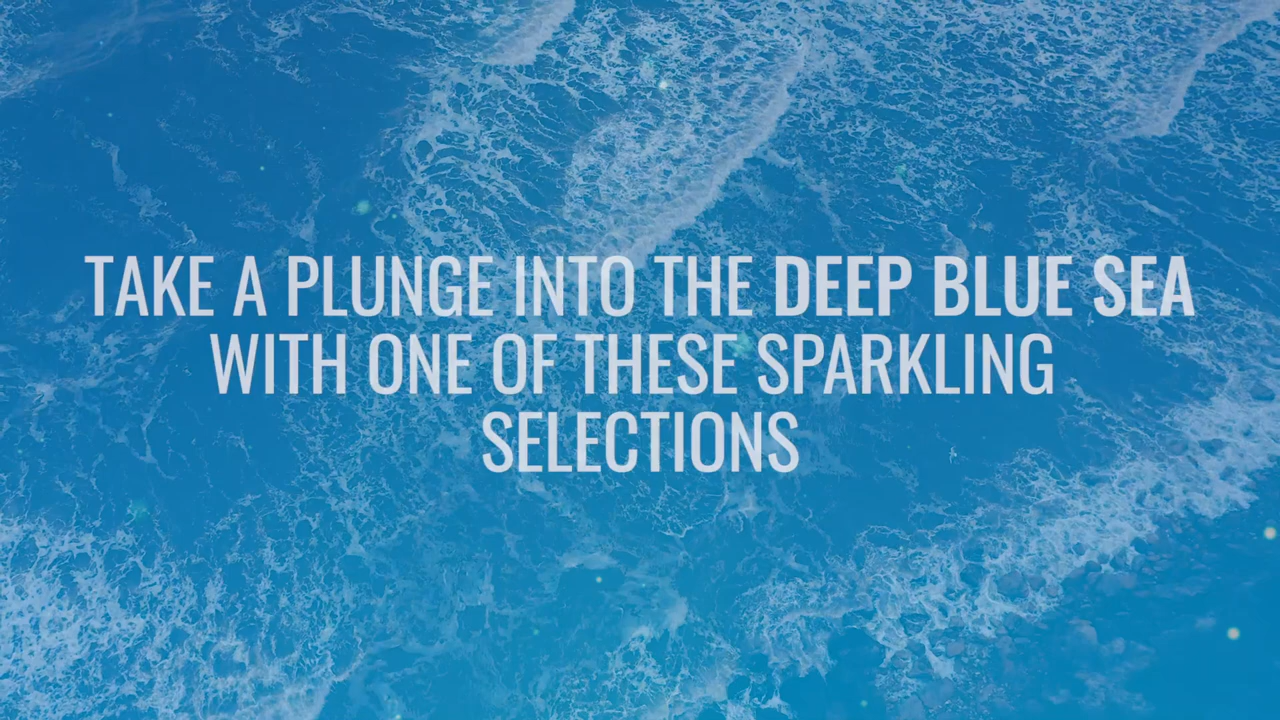 TAKE A PLUNGE INTO THE DEEP BLUE SEA
WITH ONE OF THESE SPARKLING
SELECTIONS